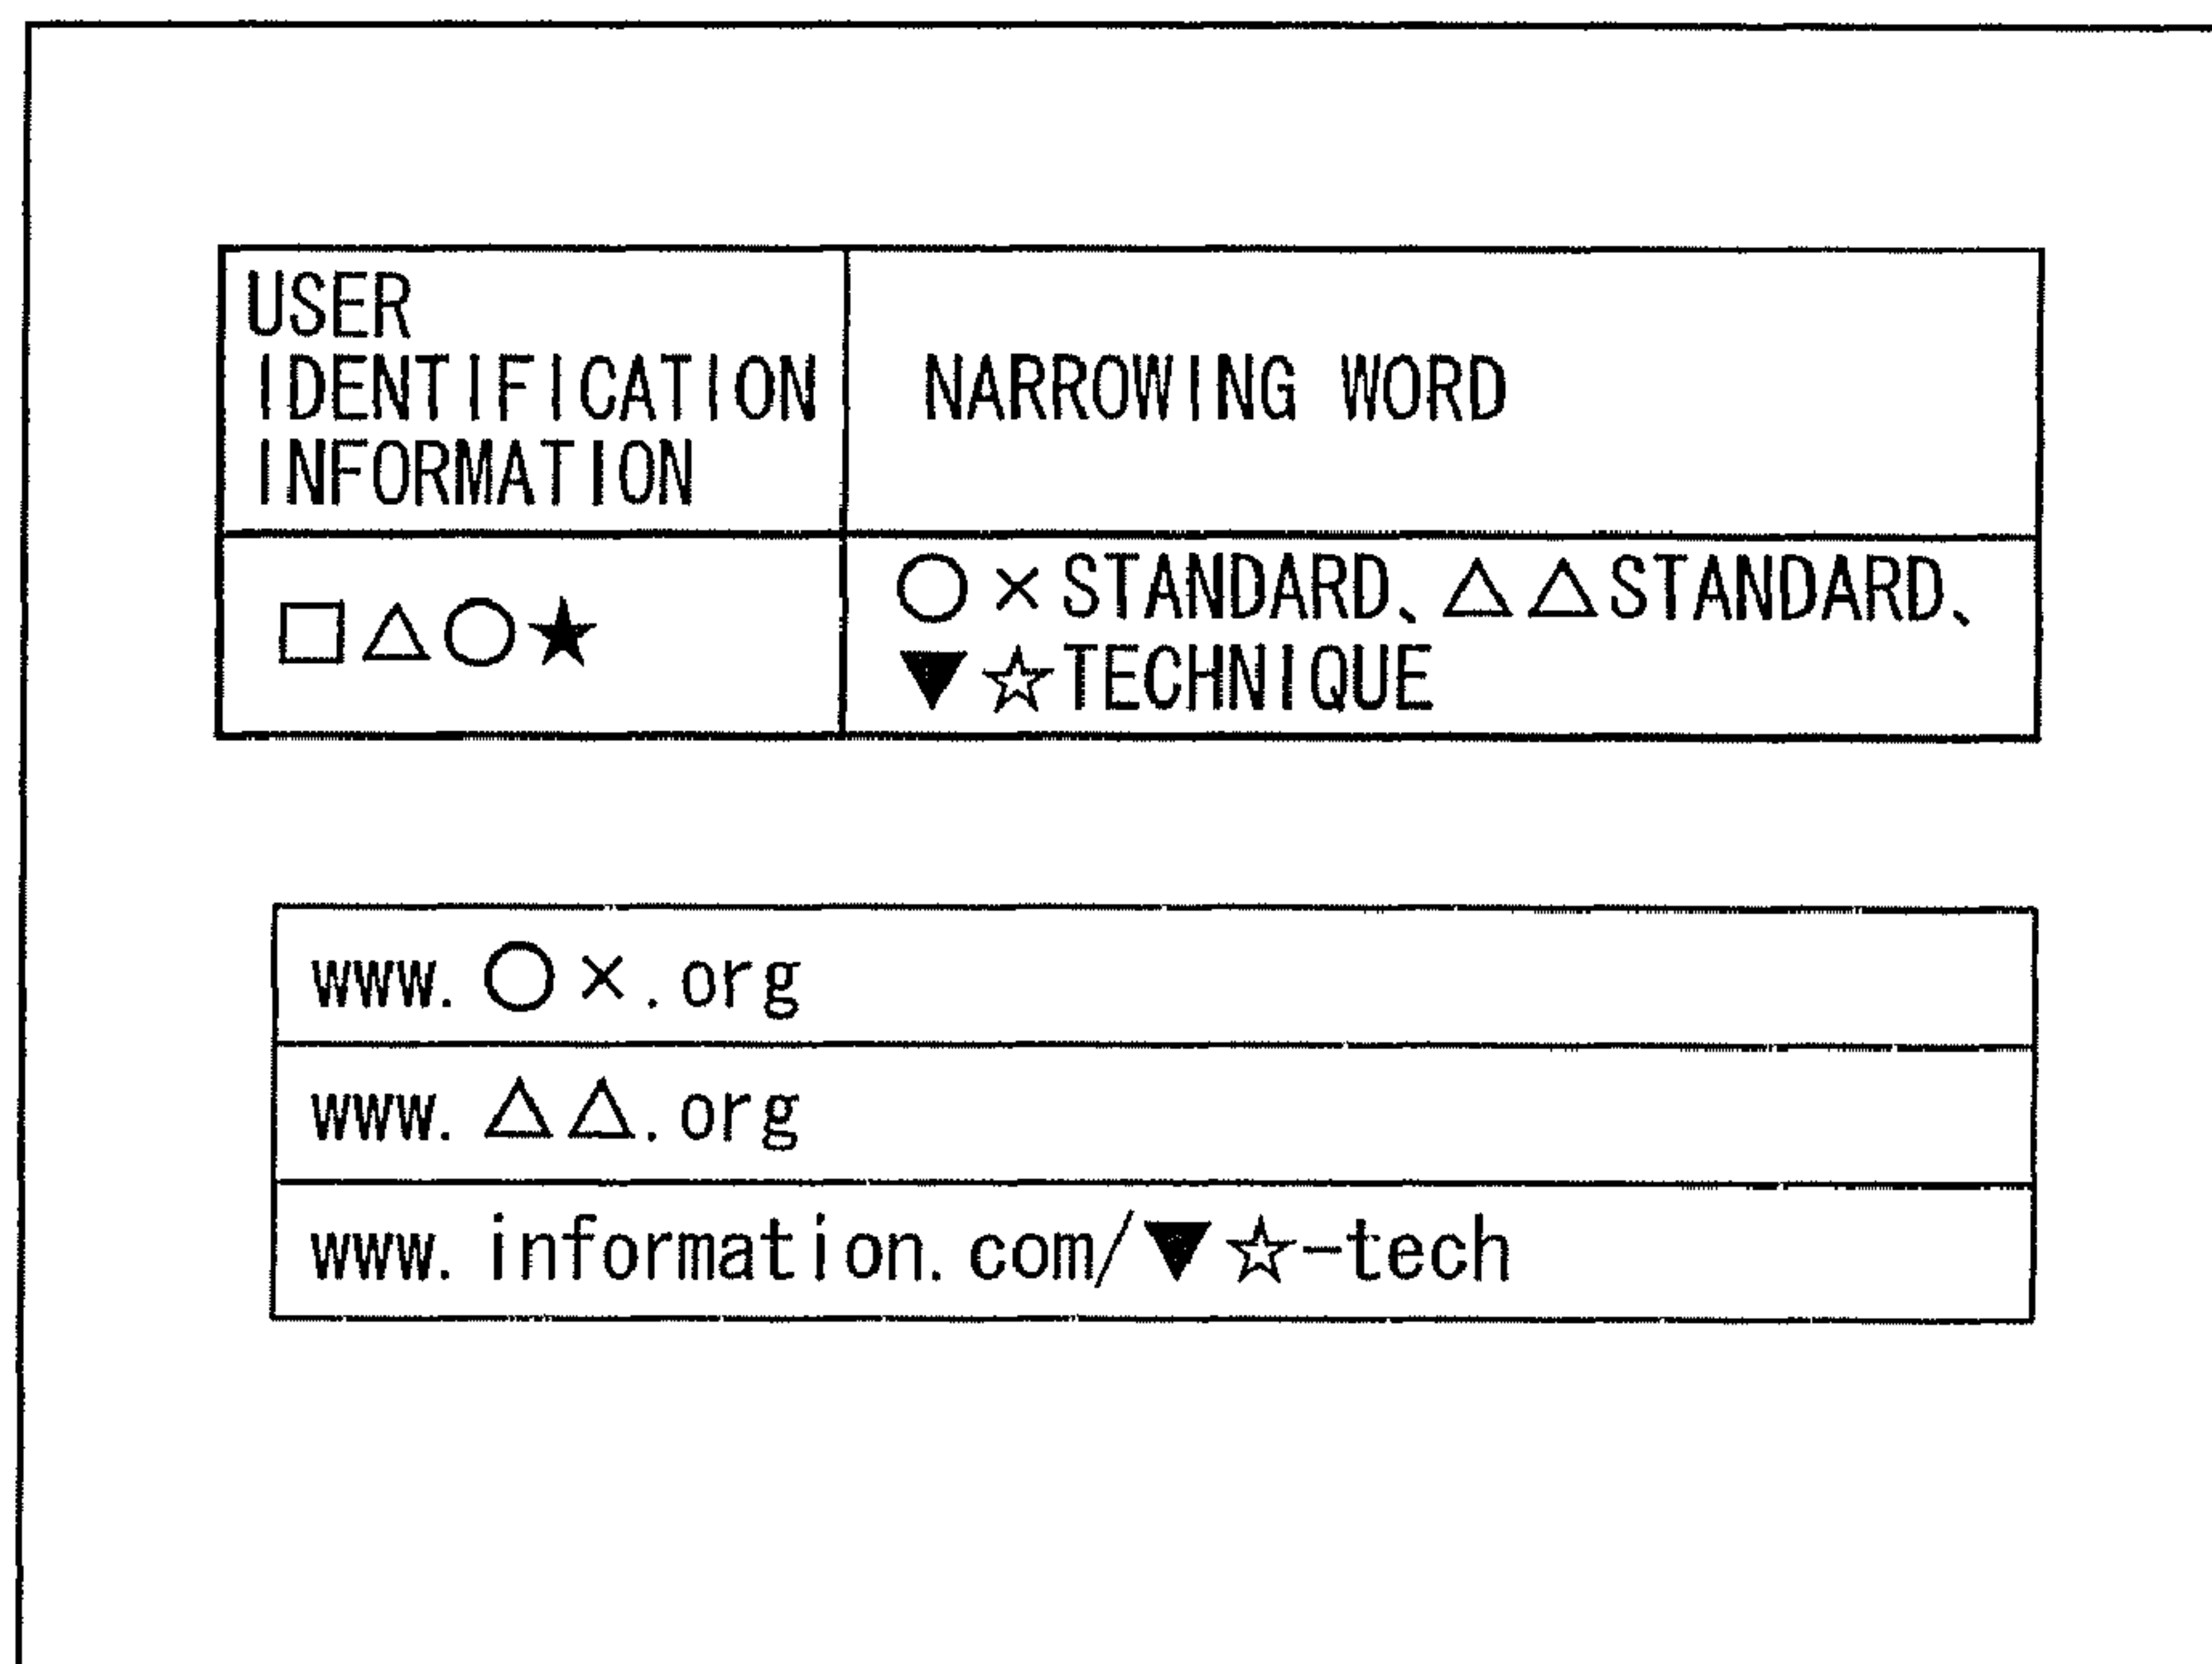 USER
IDENTIFICATION
INFORMATION
NARROWING WORD
□△○★
○×STANDARD、△△STANDARD、
▼☆TECHNIQUE
www.○×.org
www.△△.org
www.information.com/▼☆-tech